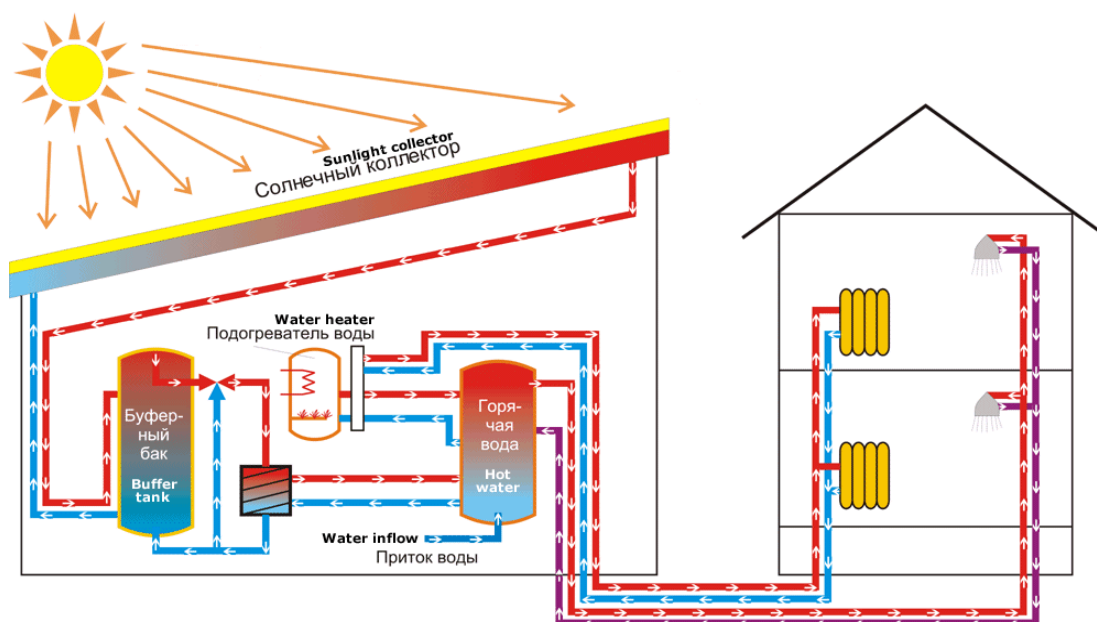 Sunlight collector
Солнечный коллектор
Water heater
Подогреватель воды
Буфер-
ный
бак
Buffer
tank
Горя-
чая
вода
Hot
water
Water inflow
Приток воды